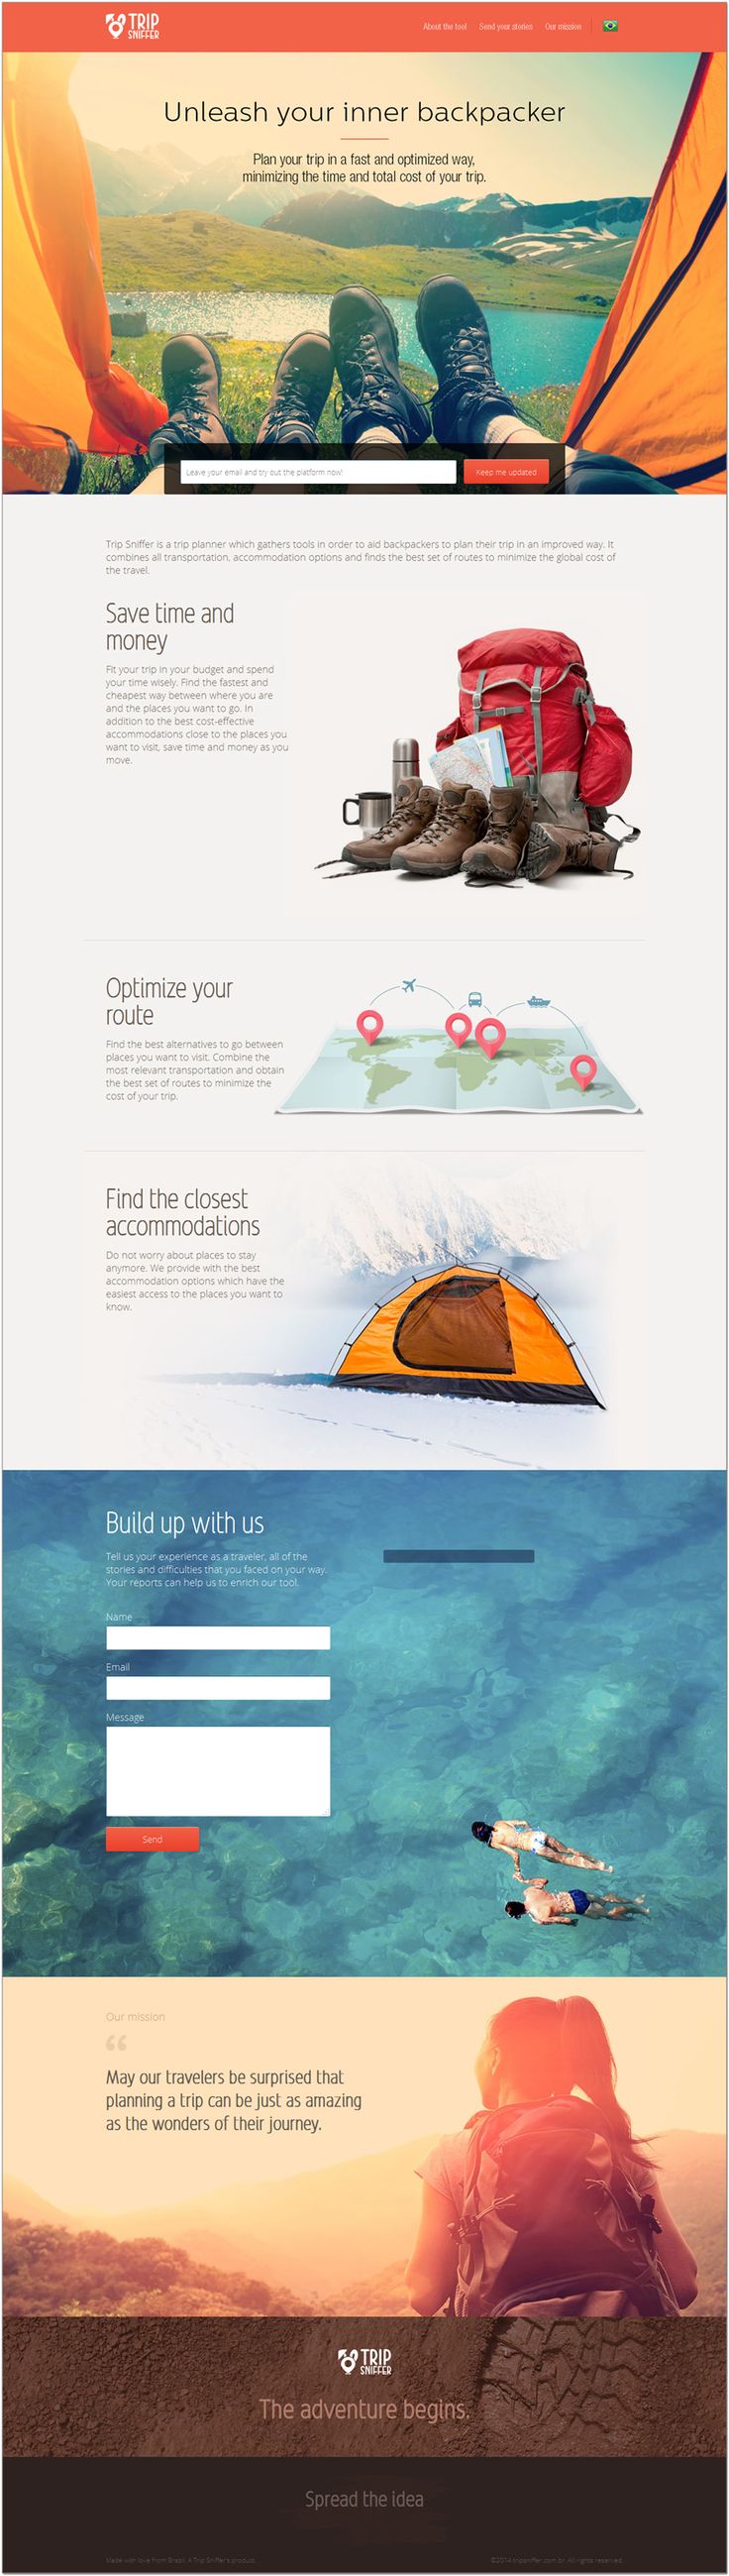 TRIP
SNIFFER
About the tool Send your stories Our mission
Unleash your inner backpacker
Plan your trip in a fast and optimized way,
minimizing the time and total cost of your trip.
Leave your email and try out the platform now!
Keep me updated
Trip Sniffer is a trip planner which gathers tools in order to aid backpackers to plan their trip in an improved way. It
combines all transportation, accommodation options and finds the best set of routes to minimize the global cost of
the travel.
Save time and
money
Fit your trip in your budget and spend
your time wisely. Find the fastest and
cheapest way between where you are
and the places you want to go. In
addition to the best cost-effective
accommodations close to the places you
want to visit, save time and money as you
move.
Optimize your
route
Find the best alternatives to go between
places you want to visit. Combine the
most relevant transportation and obtain
the best set of routes to minimize the
cost of your trip.
Find the closest
accommodations
Do not worry about places to stay
anymore. We provide with the best
accommodation options which have the
easiest access to the places you want to
know.
Build up with us
Tell us your experience as a traveler, all of the
stories and difficulties that you faced on your way.
Your reports can help us to enrich our tool.
Name
Email
Message
Send
Our mission
“
May our travelers be surprised that
planning a trip can be just as amazing
as the wonders of their journey.
TRIP
SNIFFER
The adventure begins.
Spread the idea
Made with love from Brazil. A Trip Sniffer's product.
©2014 tripsniffer.com.br. All rights reserved.